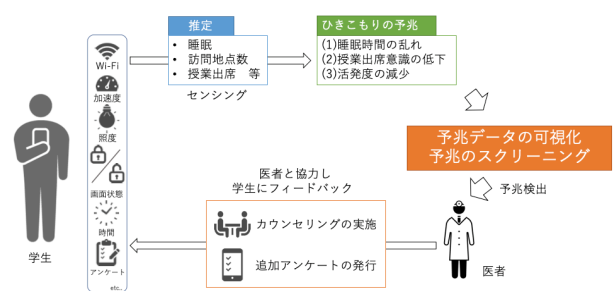 推定
• 睡眠
• 訪問地点数
• 授業出席　等
センシング
ひきこもりの予兆
(1)睡眠時間の乱れ
(2)授業出席意識の低下
(3)活発度の減少
Wi-Fi
加速度
照度
画面状態
時間
アンケート
etc..
学生
予兆データの可視化
予兆のスクリーニング
予兆検出
医者
医者と協力し
学生にフィードバック
カウンセリングの実施
追加アンケートの発行